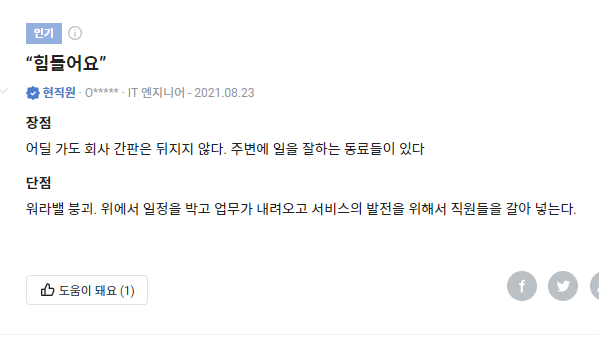 인기
“힘들어요”
현직원 · O***** · IT 엔지니어 - 2021.08.23
장점
어딜 가도 회사 간판은 뒤지지 않다. 주변에 일을 잘하는 동료들이 있다
단점
워라밸 붕괴. 위에서 일정을 박고 업무가 내려오고 서비스의 발전을 위해서 직원들을 갈아 넣는다.
도움이 돼요 (1)